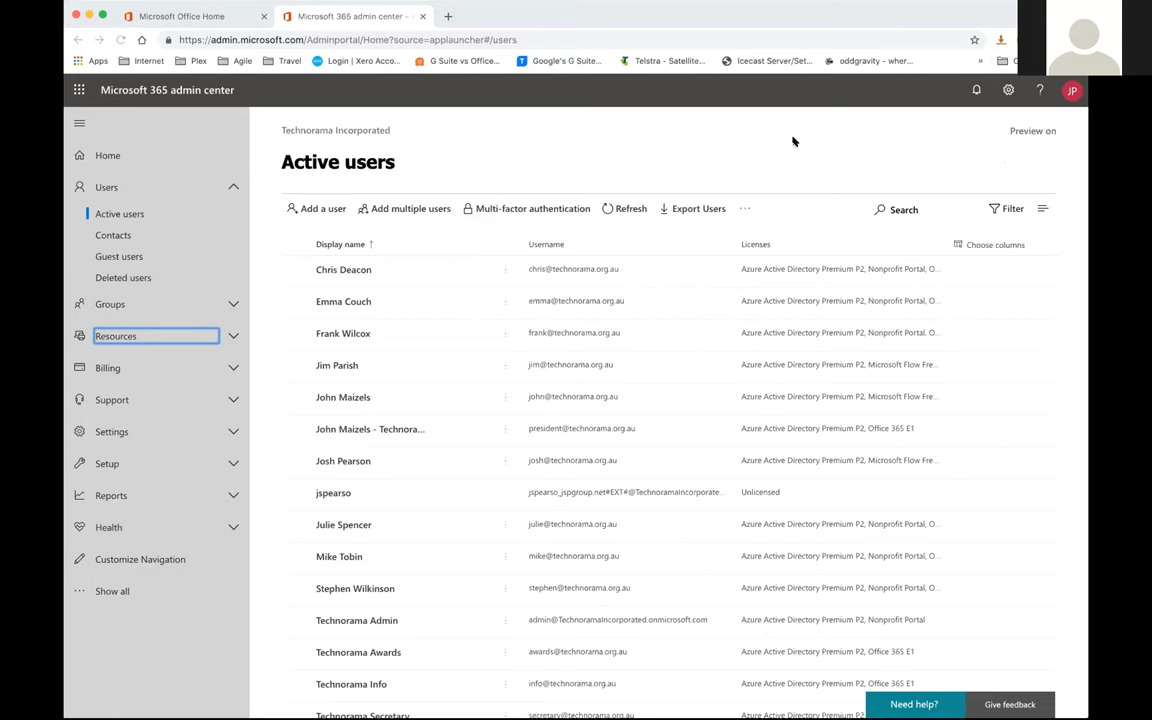 Microsoft Office Home
Microsoft 365 admin center -
https://admin.microsoft.com/Adminportal/Home?source=applauncher#/users
Apps Internet Plex Agile Travel Login | Xero Acco... G Suite vs Office... Google's G Suite... Telstra - Satellite... Icecast Server/Set... oddgravity - wher... »
Microsoft 365 admin center
? JP
Home
Users
Active users
Contacts
Guest users
Deleted users
Groups
Resources
Billing
Support
Settings
Setup
Reports
Health
Customize Navigation
Show all
Technorama Incorporated
Preview on
Active users
Add a user Add multiple users Multi-factor authentication Refresh Export Users ... Search Filter
Display name ↑ Username Licenses Choose columns
Chris Deacon chris@technorama.org.au Azure Active Directory Premium P2, Nonprofit Portal, O...
Emma Couch emma@technorama.org.au Azure Active Directory Premium P2, Nonprofit Portal, O...
Frank Wilcox frank@technorama.org.au Azure Active Directory Premium P2, Nonprofit Portal, O...
Jim Parish jim@technorama.org.au Azure Active Directory Premium P2, Microsoft Flow Fre...
John Maizels john@technorama.org.au Azure Active Directory Premium P2, Microsoft Flow Fre...
John Maizels - Technora... president@technorama.org.au Azure Active Directory Premium P2, Office 365 E1
Josh Pearson josh@technorama.org.au Azure Active Directory Premium P2, Microsoft Flow Fre...
jspearso jspearso_jspgroup.net#EXT#@TechnoramaIncorporate... Unlicensed
Julie Spencer julie@technorama.org.au Azure Active Directory Premium P2, Nonprofit Portal, O...
Mike Tobin mike@technorama.org.au Azure Active Directory Premium P2, Nonprofit Portal, O...
Stephen Wilkinson stephen@technorama.org.au Azure Active Directory Premium P2, Nonprofit Portal, O...
Technorama Admin admin@TechnoramaIncorporated.onmicrosoft.com Azure Active Directory Premium P2, Nonprofit Portal
Technorama Awards awards@technorama.org.au Azure Active Directory Premium P2, Office 365 E1
Technorama Info info@technorama.org.au Azure Active Directory Premium P2, Office 365 E1
Technorama Secretary secretary@technorama.org.au
Need help? Give feedback